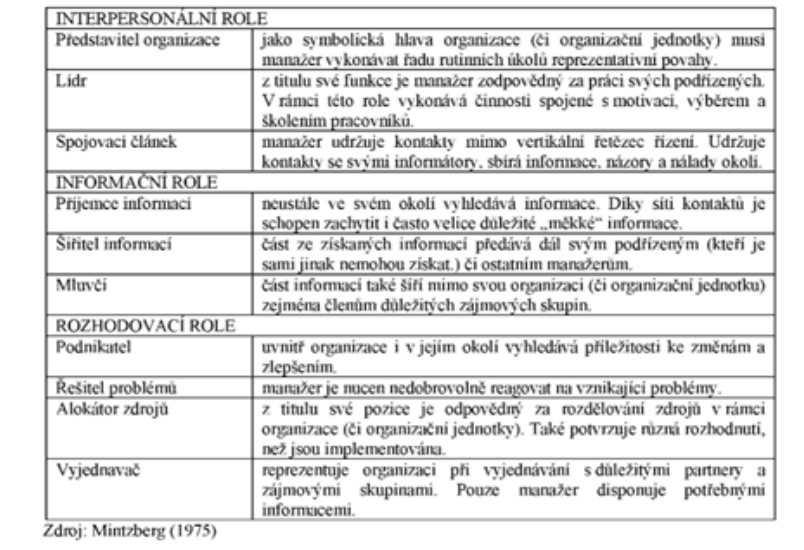 INTERPERSONÁLNÍ ROLE
Představitel organizace
jako symbolická hlava organizace (či organizační jednotky) musí
manažer vykonávat řadu rutinních úkolů reprezentativní povahy.
Lídr
z titulu své funkce je manažer zodpovědný za práci svých podřízených.
V rámci této role vykonává činnosti spojené s motivací, výběrem a
školením pracovníků.
Spojovací článek
manažer udržuje kontakty mimo vertikální řetězec řízení. Udržuje
kontakty se svými informátory, sbírá informace, názory a nálady okolí.
INFORMAČNÍ ROLE
Příjemce informací
neustále ve svém okolí vyhledává informace. Díky síti kontaktů je
schopen zachytit i často velice důležité „měkké" informace.
Šiřitel informací
část ze získaných informací předává dál svým podřízeným (kteří je
sami jinak nemohou získat.) či ostatním manažerům.
Mluvčí
část informací také šíří mimo svou organizaci (či organizační jednotku)
zejména členům důležitých zájmových skupin.
ROZHODOVACÍ ROLE
Podnikatel
uvnitř organizace i v jejím okolí vyhledává příležitosti ke změnám a
zlepšením.
Řešitel problémů
manažer je nucen nedobrovolně reagovat na vznikající problémy.
Alokátor zdrojů
z titulu své pozice je odpovědný za rozdělování zdrojů v rámci
organizace (či organizační jednotky). Také potvrzuje různá rozhodnutí,
než jsou implementována.
Vyjednavač
reprezentuje organizaci při vyjednávání s důležitými partnery a
zájmovými skupinami. Pouze manažer disponuje potřebnými
informacemi.
Zdroj: Mintzberg (1975)